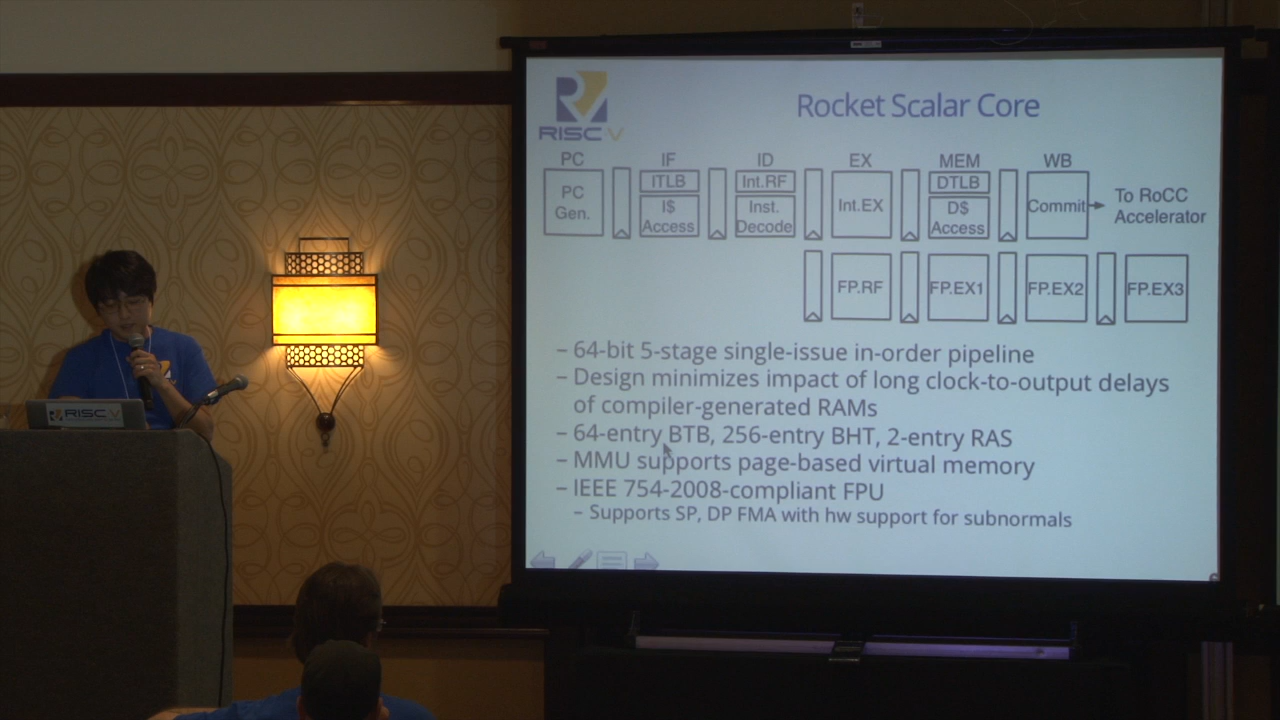 RISC-V
Rocket Scalar Core
PC IF ID EX MEM WB
PC Gen.
ITLB
I$ Access
Int.RF
Inst. Decode
Int.EX
DTLB
D$ Access
Commit
To RoCC
Accelerator
FP.RF FP.EX1 FP.EX2 FP.EX3
– 64-bit 5-stage single-issue in-order pipeline
– Design minimizes impact of long clock-to-output delays
of compiler-generated RAMs
– 64-entry BTB, 256-entry BHT, 2-entry RAS
– MMU supports page-based virtual memory
– IEEE 754-2008-compliant FPU
– Supports SP, DP FMA with hw support for subnormals
RISC-V